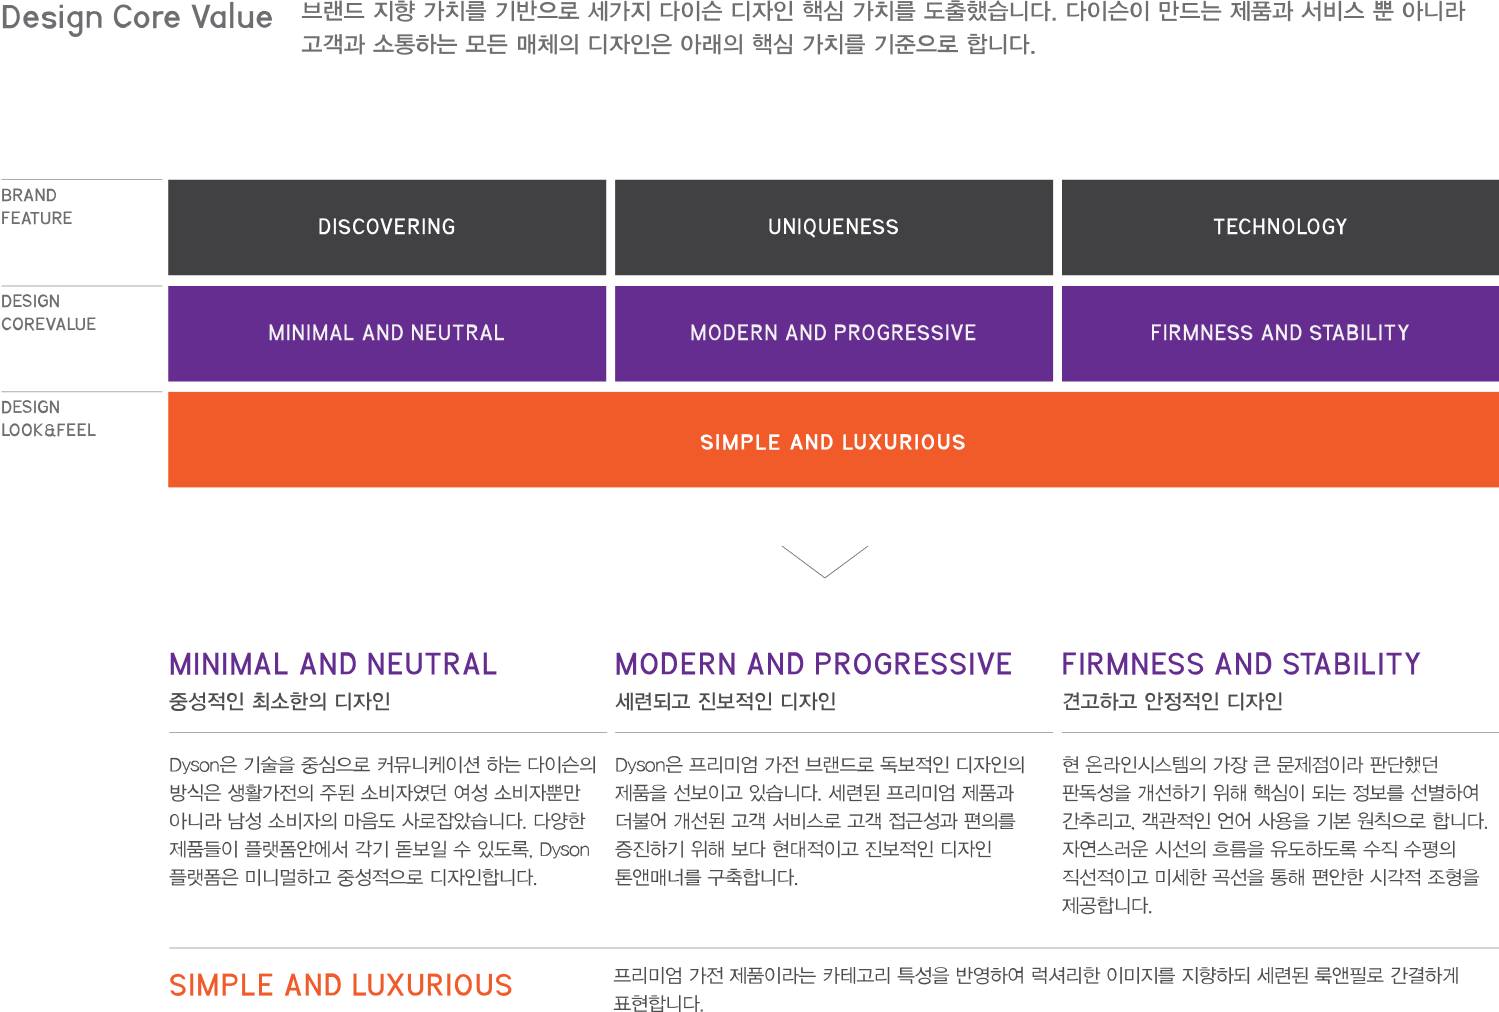 Design Core Value
브랜드 지향 가치를 기반으로 세가지 다이슨 디자인 핵심 가치를 도출했습니다. 다이슨이 만드는 제품과 서비스 뿐 아니라
고객과 소통하는 모든 매체의 디자인은 아래의 핵심 가치를 기준으로 합니다.
BRAND
FEATURE
DISCOVERING
UNIQUENESS
TECHNOLOGY
DESIGN
COREVALUE
MINIMAL AND NEUTRAL
MODERN AND PROGRESSIVE
FIRMNESS AND STABILITY
DESIGN
LOOK&FEEL
SIMPLE AND LUXURIOUS
MINIMAL AND NEUTRAL
중성적인 최소한의 디자인
Dyson은 기술을 중심으로 커뮤니케이션 하는 다이슨의
방식은 생활가전의 주된 소비자였던 여성 소비자뿐만
아니라 남성 소비자의 마음도 사로잡았습니다. 다양한
제품들이 플랫폼안에서 각기 돋보일 수 있도록, Dyson
플랫폼은 미니멀하고 중성적으로 디자인합니다.
MODERN AND PROGRESSIVE
세련되고 진보적인 디자인
Dyson은 프리미엄 가전 브랜드로 독보적인 디자인의
제품을 선보이고 있습니다. 세련된 프리미엄 제품과
더불어 개선된 고객 서비스로 고객 접근성과 편의를
증진하기 위해 보다 현대적이고 진보적인 디자인
톤앤매너를 구축합니다.
FIRMNESS AND STABILITY
견고하고 안정적인 디자인
현 온라인시스템의 가장 큰 문제점이라 판단했던
판독성을 개선하기 위해 핵심이 되는 정보를 선별하여
간추리고, 객관적인 언어 사용을 기본 원칙으로 합니다.
자연스러운 시선의 흐름을 유도하도록 수직 수평의
직선적이고 미세한 곡선을 통해 편안한 시각적 조형을
제공합니다.
SIMPLE AND LUXURIOUS
프리미엄 가전 제품이라는 카테고리 특성을 반영하여 럭셔리한 이미지를 지향하되 세련된 룩앤필로 간결하게
표현합니다.